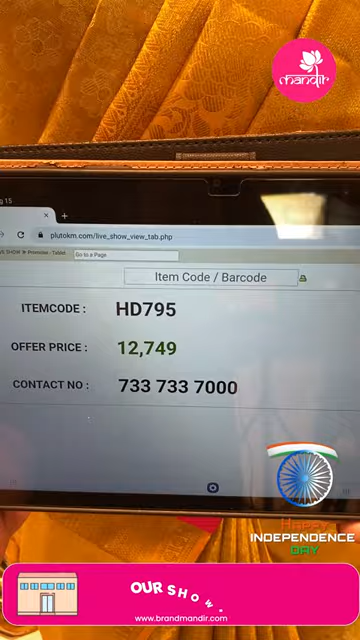 mandir
g 15
plutokm.com/live_show_view_tab.php
Go to a Page
Item Code / Barcode
ITEMCODE : HD795
OFFER PRICE : 12,749
CONTACT NO : 733 733 7000
HAPPY
INDEPENDENCE
DAY
OUR SHOW
www.brandmandir.com